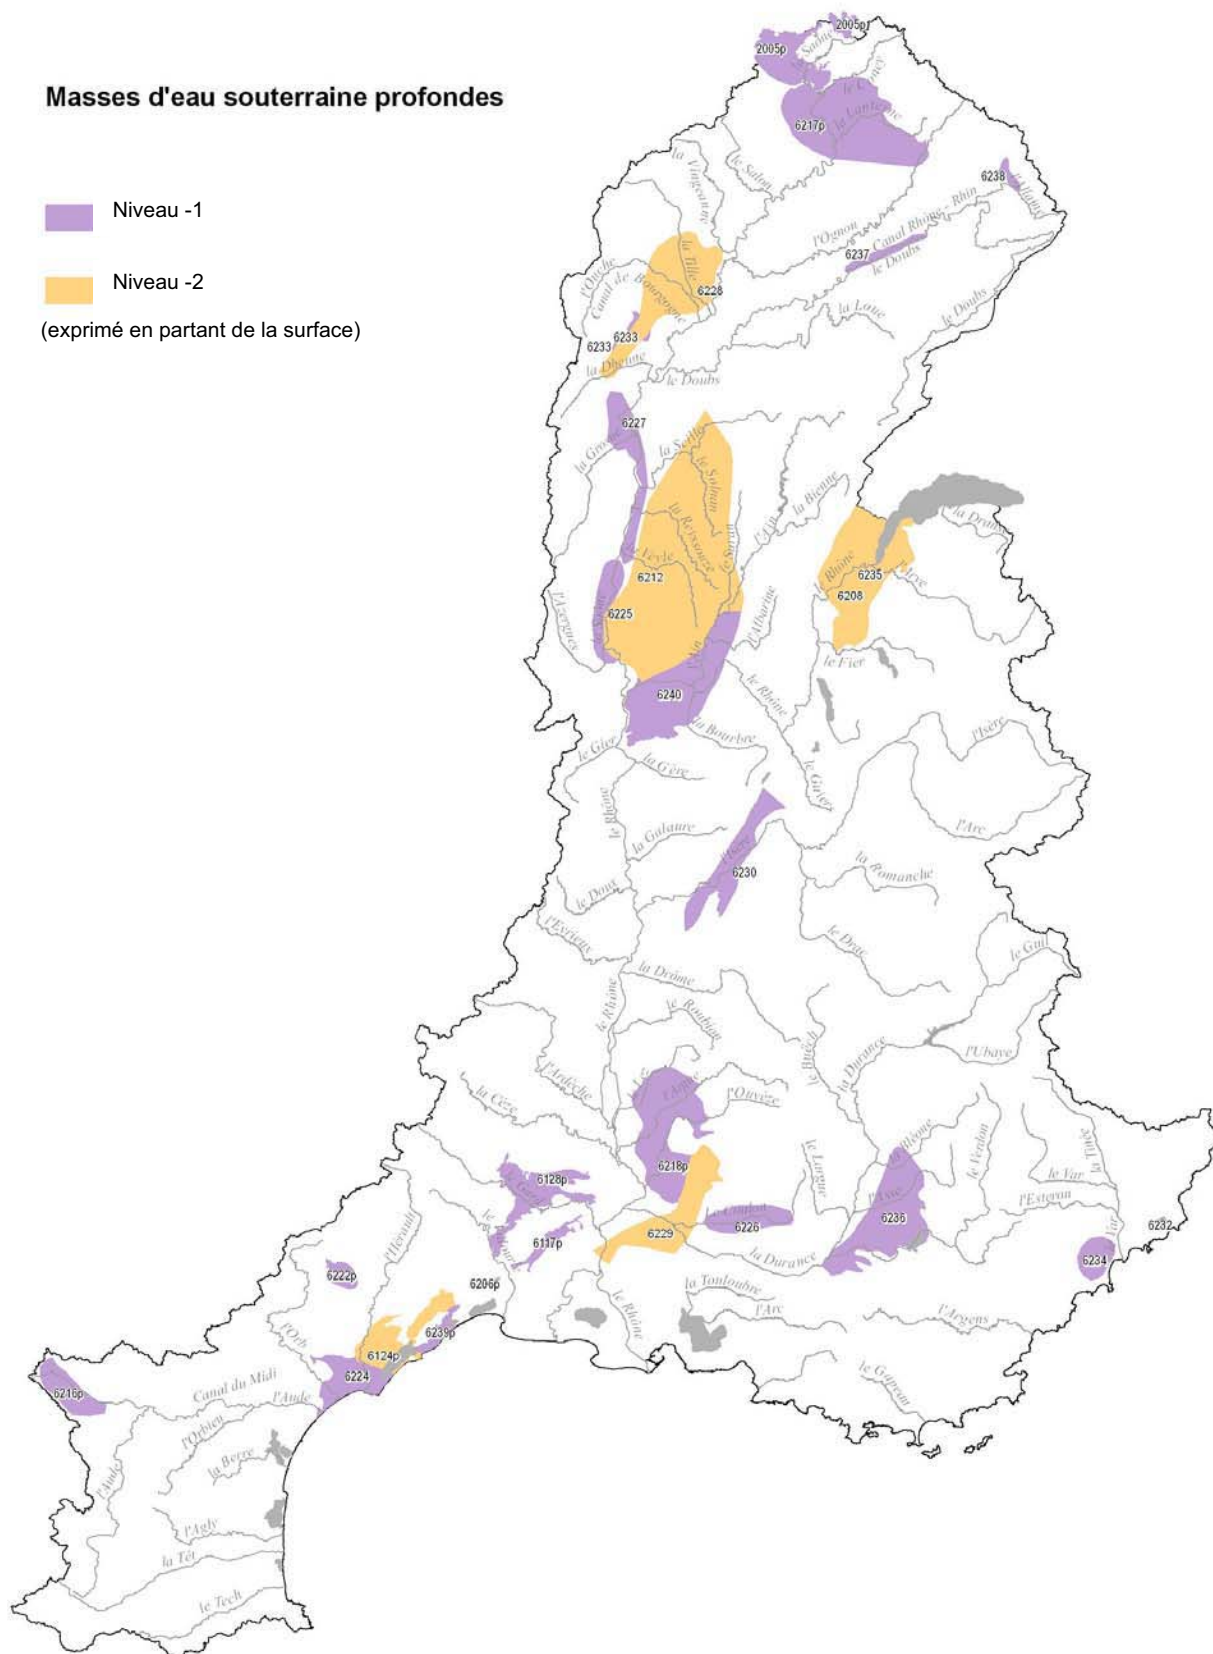 Masses d'eau souterraine profondes
Niveau -1
Niveau -2
(exprimé en partant de la surface)
2005p
2005p
Saône
la Lanterne
6217p
la Vingeanne
le Salon
6238
l'Allaine
Canal Rhône - Rhin
l'Ognon
6237
le Doubs
la Tille
l'Ouche
Canal de Bourgogne
6228
le Doubs
la Loue
6233
6233
la Dheune
le Doubs
6227
la Seille
la Grosne
le Solnan
la Bienne
l'Ain
la Reyssouze
la Veyle
6212
le Rhône
6235
l'Arve
6208
6225
l'Azergues
l'Albarine
l'Ain
le Fier
6240
le Rhône
la Bourbre
l'Isère
le Gier
la Gère
le Guiers
le Rhône
l'Arc
la Galaure
l'Isère
6230
la Romanche
le Doux
l'Eyrieux
le Drac
le Guil
la Drôme
le Rhône
le Roubion
le Buëch
la Durance
l'Ubaye
l'Ardèche
la Cèze
l'Ouvèze
la Bléone
le Verdon
la Tinée
le Largue
6218p
6128p
le Var
l'Asse
l'Esteron
6236
le Var
6232
Le Coulon
6226
6117p
6229
la Durance
6234
l'Hérault
6222p
6206p
la Touloubre
l'Arc
le Rhône
l'Argens
l'Orb
6239p
6124p
6224
6216p
Canal du Midi
l'Aude
le Gapeau
l'Orbieu
la Berre
l'Aude
l'Agly
la Têt
le Tech